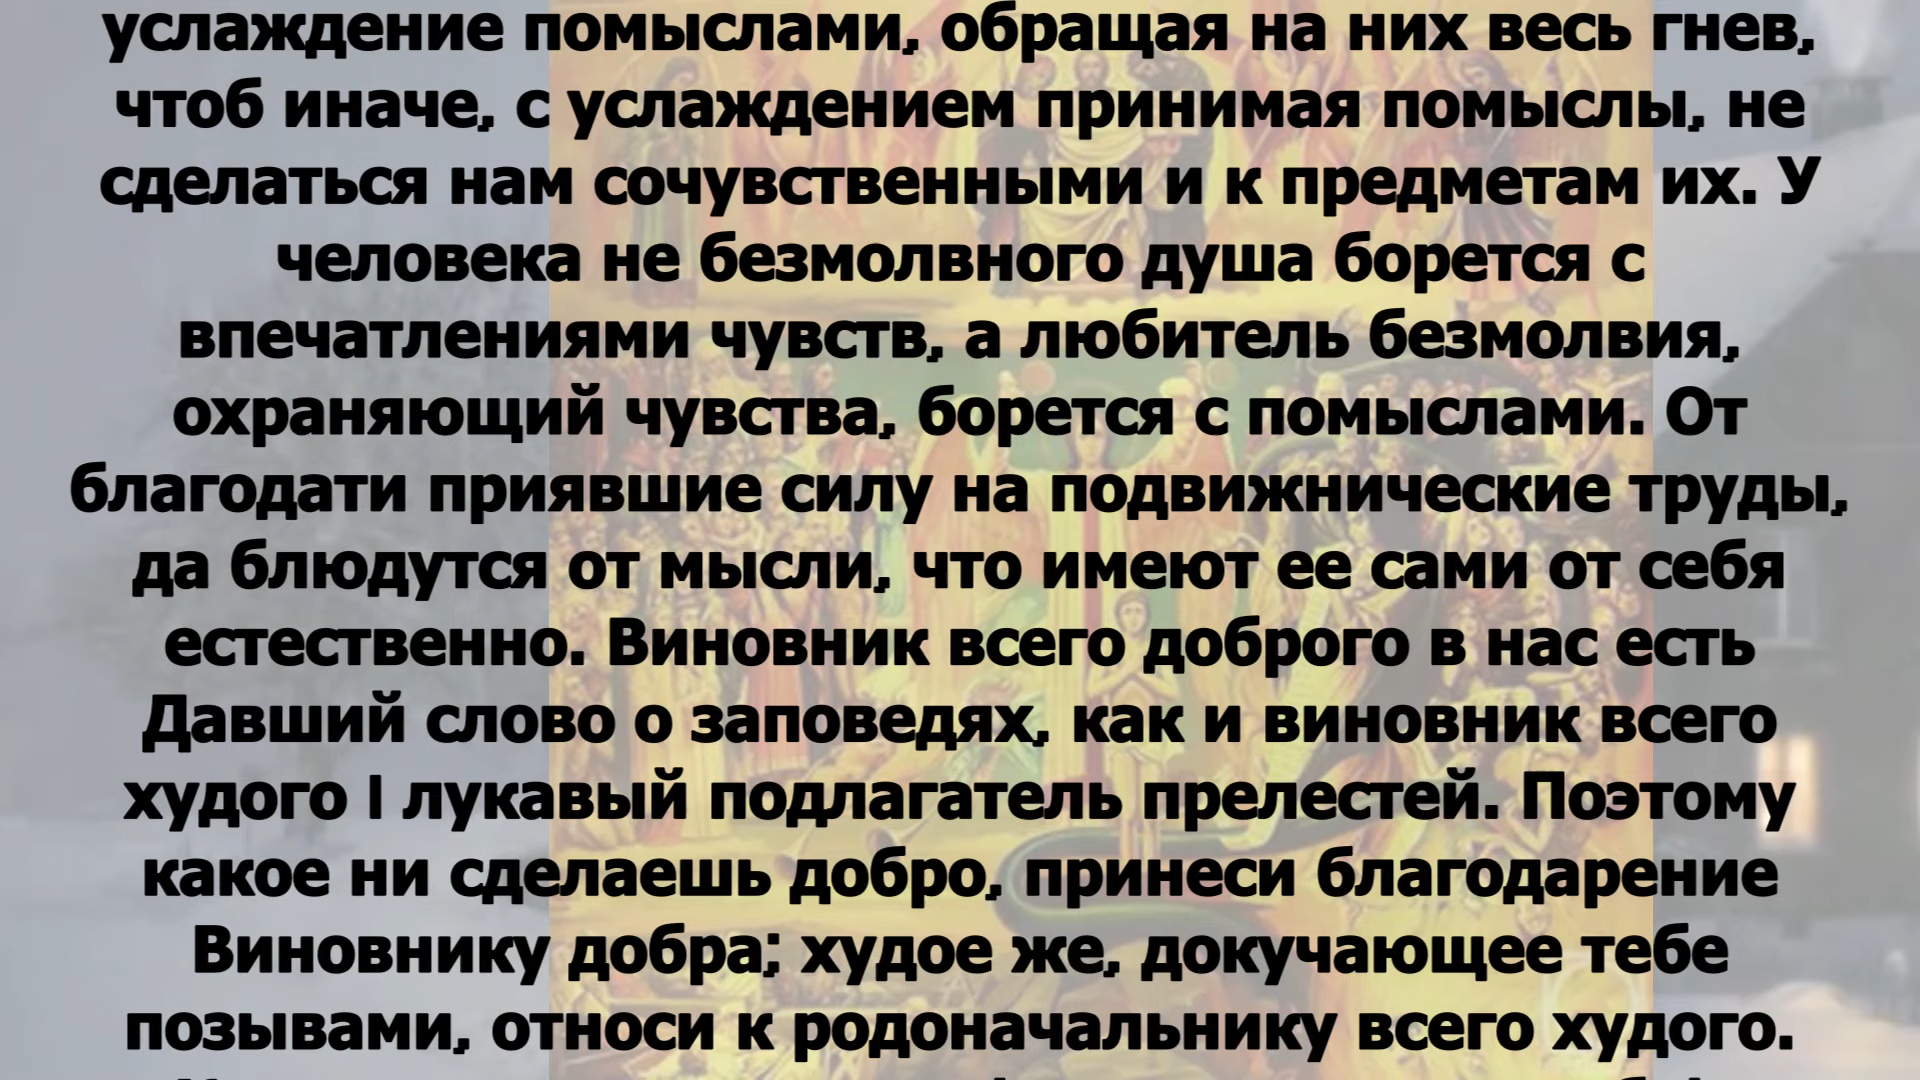 услаждение помыслами, обращая на них весь гнев,
чтоб иначе, с услаждением принимая помыслы, не
сделаться нам сочувственными и к предметам их. У
человека не безмолвного душа борется с
впечатлениями чувств, а любитель безмолвия,
охраняющий чувства, борется с помыслами. От
благодати приявшие силу на подвижнические труды,
да блюдутся от мысли, что имеют ее сами от себя
естественно. Виновник всего доброго в нас есть
Давший слово о заповедях, как и виновник всего
худого | лукавый подлагатель прелестей. Поэтому
какое ни сделаешь добро, принеси благодарение
Виновнику добра; худое же, докучающее тебе
позывами, относи к родоначальнику всего худого.